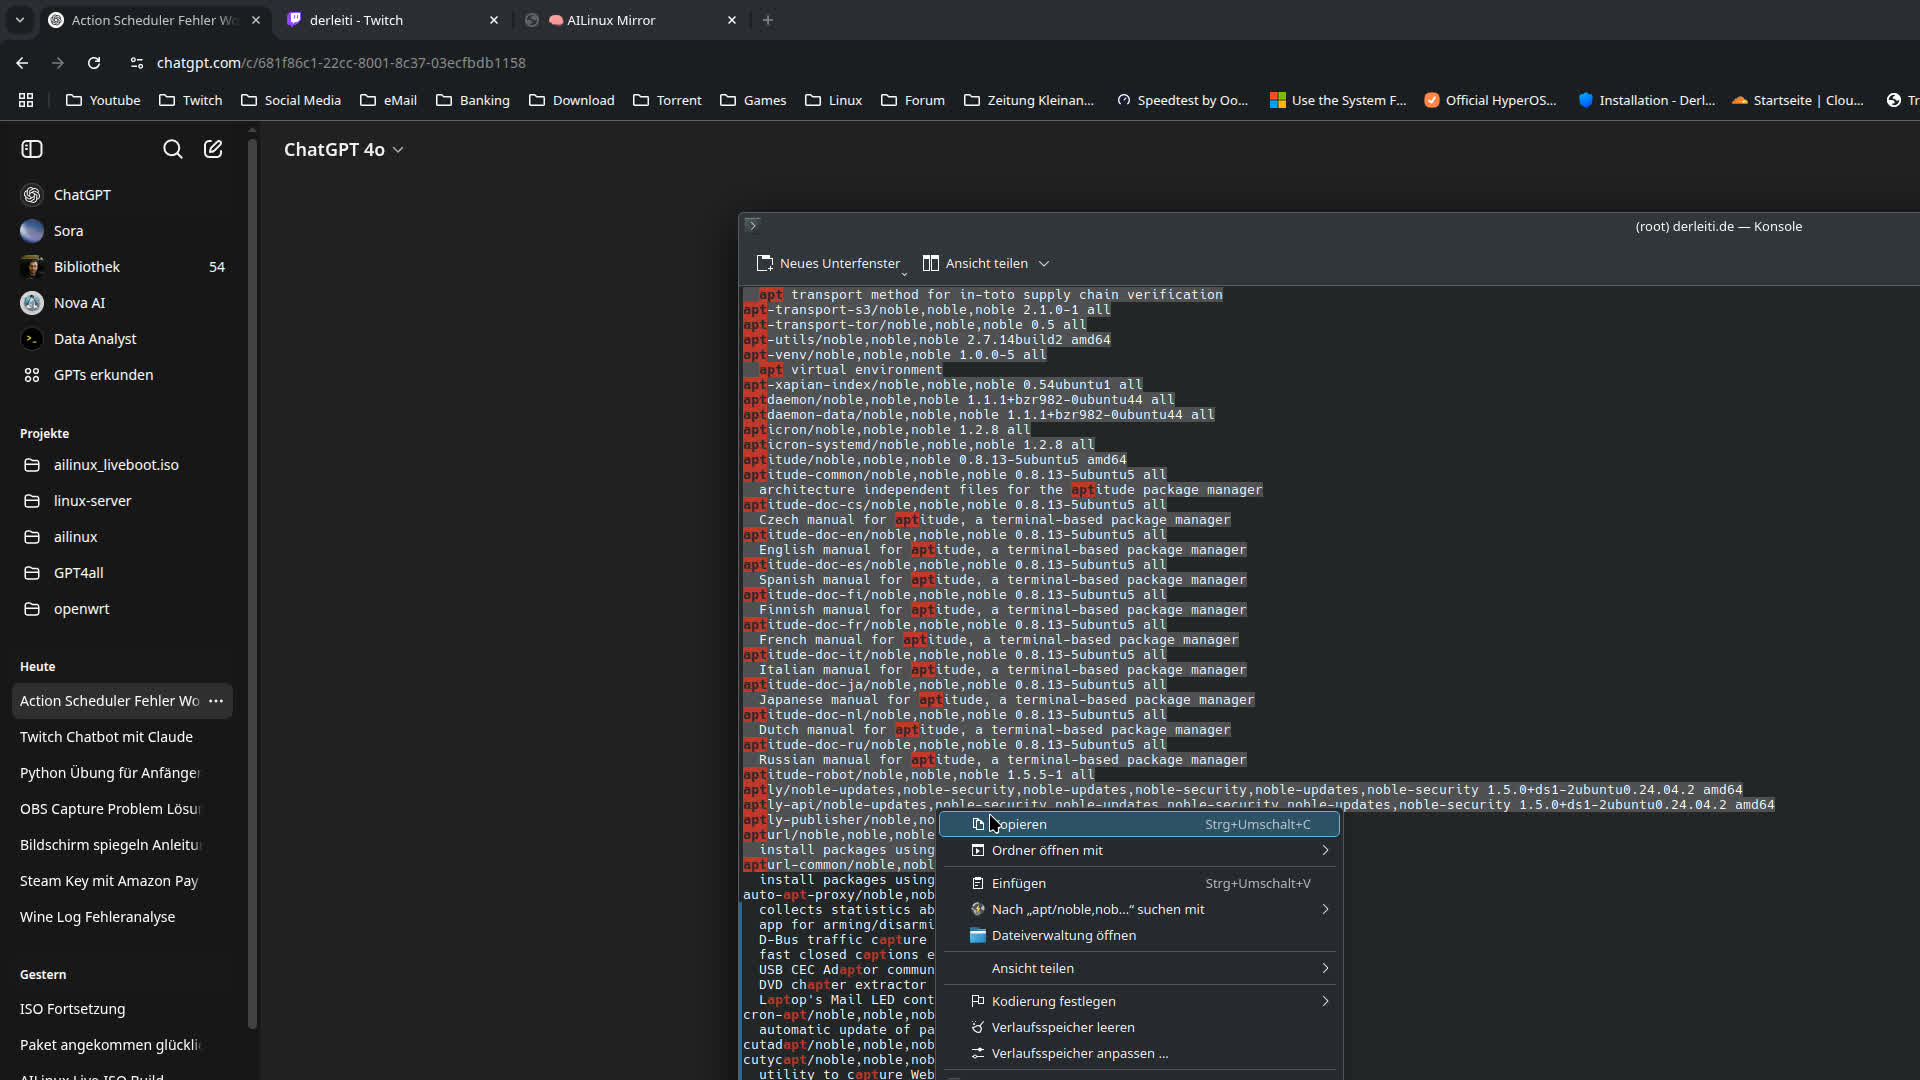 Action Scheduler Fehler Wo
derleiti - Twitch
AILinux Mirror
chatgpt.com/c/681f86c1-22cc-8001-8c37-03ecfbdb1158
Youtube
Twitch
Social Media
eMail
Banking
Download
Torrent
Games
Linux
Forum
Zeitung Kleinan...
Speedtest by Oo...
Use the System F...
Official HyperOS...
Installation - Derl...
Startseite | Clou...
Tr
ChatGPT 4o
ChatGPT
Sora
Bibliothek 54
Nova AI
Data Analyst
GPTs erkunden
Projekte
ailinux_liveboot.iso
linux-server
ailinux
GPT4all
openwrt
Heute
Action Scheduler Fehler Wo
Twitch Chatbot mit Claude
Python Übung für Anfänger
OBS Capture Problem Lösu
Bildschirm spiegeln Anleitu
Steam Key mit Amazon Pay
Wine Log Fehleranalyse
Gestern
ISO Fortsetzung
Paket angekommen glückli
AILinux Live ISO Build
(root) derleiti.de — Konsole
Neues Unterfenster
Ansicht teilen
apt transport method for in-toto supply chain verification
apt-transport-s3/noble,noble,noble 2.1.0-1 all
apt-transport-tor/noble,noble,noble 0.5 all
apt-utils/noble,noble,noble 2.7.14build2 amd64
apt-venv/noble,noble,noble 1.0.0-5 all
apt virtual environment
apt-xapian-index/noble,noble,noble 0.54ubuntu1 all
aptdaemon/noble,noble,noble 1.1.1+bzr982-0ubuntu44 all
aptdaemon-data/noble,noble,noble 1.1.1+bzr982-0ubuntu44 all
apticron/noble,noble,noble 1.2.8 all
apticron-systemd/noble,noble,noble 1.2.8 all
aptitude/noble,noble,noble 0.8.13-5ubuntu5 amd64
aptitude-common/noble,noble,noble 0.8.13-5ubuntu5 all
architecture independent files for the aptitude package manager
aptitude-doc-cs/noble,noble,noble 0.8.13-5ubuntu5 all
Czech manual for aptitude, a terminal-based package manager
aptitude-doc-en/noble,noble,noble 0.8.13-5ubuntu5 all
English manual for aptitude, a terminal-based package manager
aptitude-doc-es/noble,noble,noble 0.8.13-5ubuntu5 all
Spanish manual for aptitude, a terminal-based package manager
aptitude-doc-fi/noble,noble,noble 0.8.13-5ubuntu5 all
Finnish manual for aptitude, a terminal-based package manager
aptitude-doc-fr/noble,noble,noble 0.8.13-5ubuntu5 all
French manual for aptitude, a terminal-based package manager
aptitude-doc-it/noble,noble,noble 0.8.13-5ubuntu5 all
Italian manual for aptitude, a terminal-based package manager
aptitude-doc-ja/noble,noble,noble 0.8.13-5ubuntu5 all
Japanese manual for aptitude, a terminal-based package manager
aptitude-doc-nl/noble,noble,noble 0.8.13-5ubuntu5 all
Dutch manual for aptitude, a terminal-based package manager
aptitude-doc-ru/noble,noble,noble 0.8.13-5ubuntu5 all
Russian manual for aptitude, a terminal-based package manager
aptitude-robot/noble,noble,noble 1.5.5-1 all
aptly/noble-updates,noble-security,noble-updates,noble-security,noble-updates,noble-security 1.5.0+ds1-2ubuntu0.24.04.2 amd64
aptly-api/noble-updates,noble-security,noble-updates,noble-security,noble-updates,noble-security 1.5.0+ds1-2ubuntu0.24.04.2 amd64
aptly-publisher/noble,no
apturl/noble,noble,noble
install packages using
apturl-common/noble,nobl
install packages using
auto-apt-proxy/noble,nob
collects statistics ab
app for arming/disarmi
D-Bus traffic capture
fast closed captions e
USB CEC Adaptor commun
DVD chapter extractor
Laptop's Mail LED cont
cron-apt/noble,noble,nob
automatic update of pa
cutadapt/noble,noble,nob
cutycapt/noble,noble,nob
utility to capture Web
Kopieren Strg+Umschalt+C
Ordner öffnen mit
Einfügen Strg+Umschalt+V
Nach „apt/noble,nob...“ suchen mit
Dateiverwaltung öffnen
Ansicht teilen
Kodierung festlegen
Verlaufsspeicher leeren
Verlaufsspeicher anpassen ...